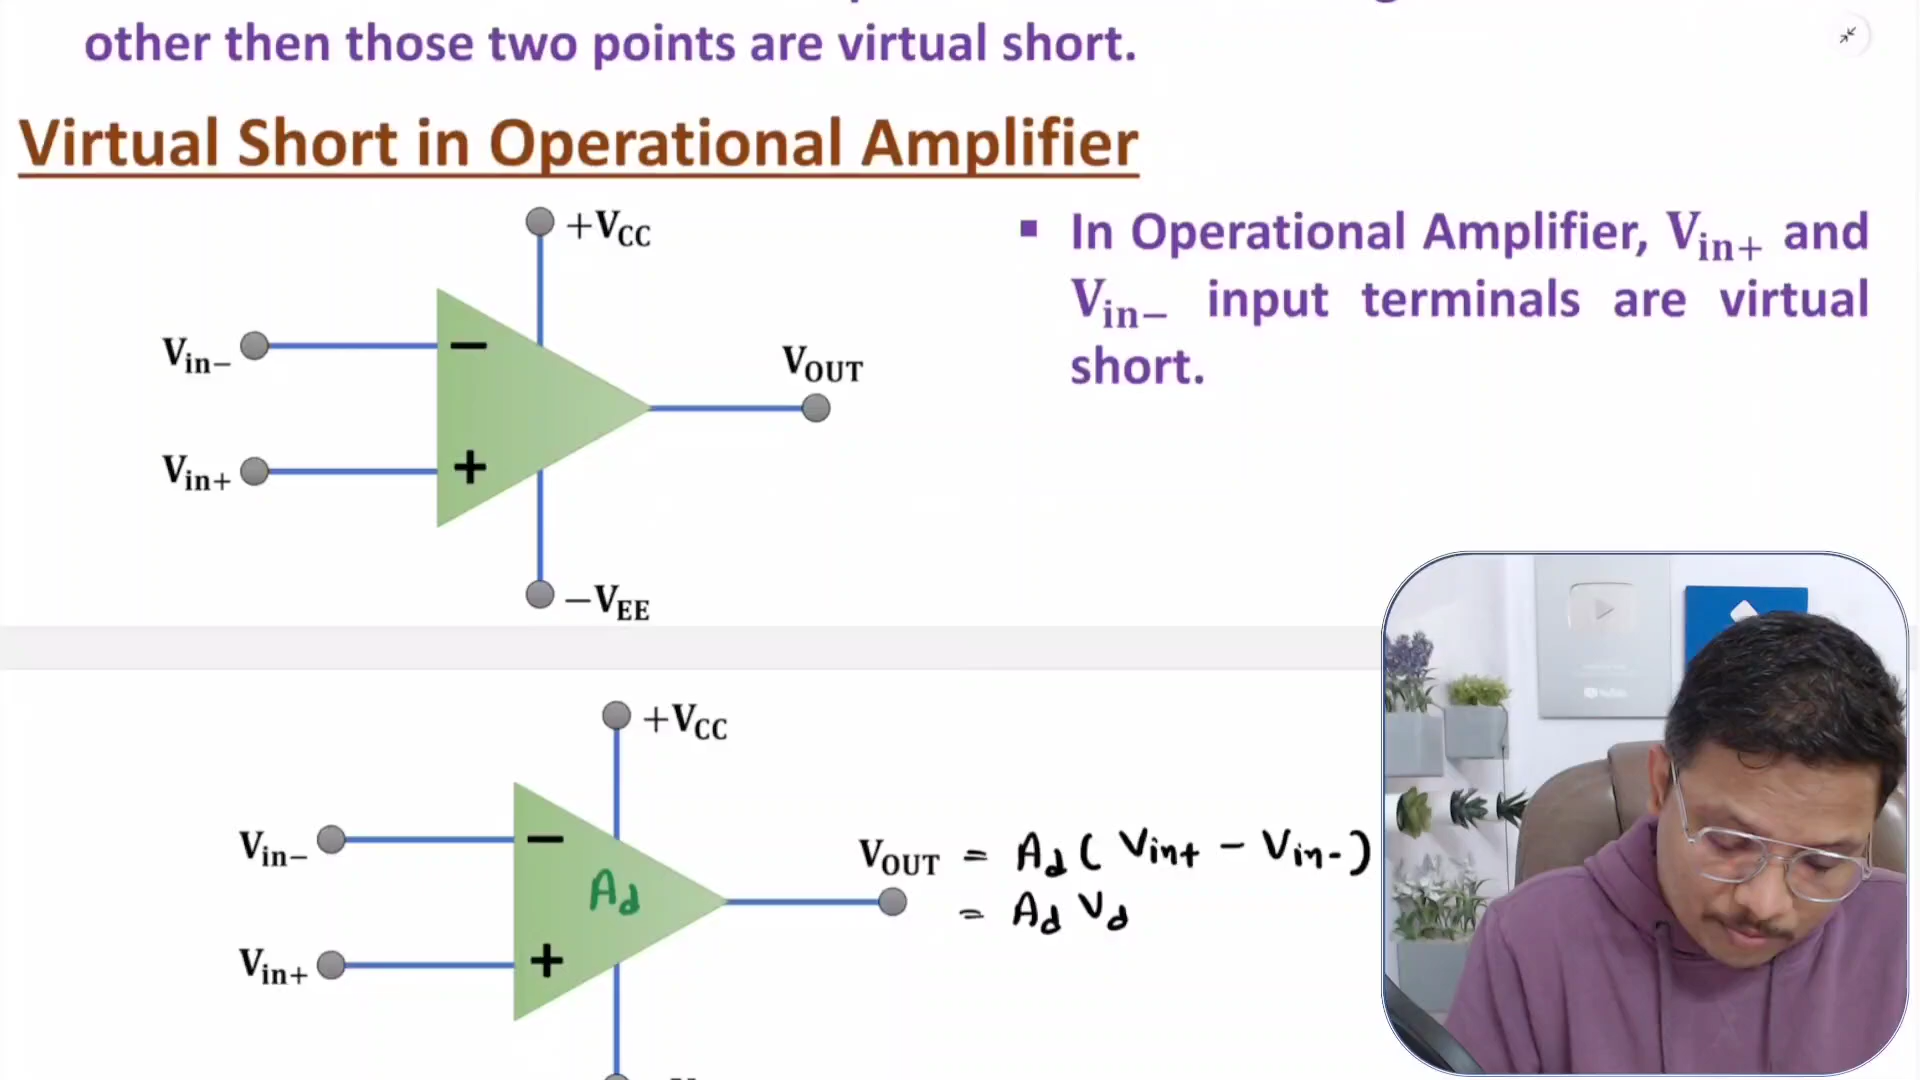 other then those two points are virtual short.
Virtual Short in Operational Amplifier
+VCC
Vin−
− 
VOUT
Vin+
+
−VEE
▪ In Operational Amplifier, Vin+ and
Vin− input terminals are virtual
short.
+VCC
Vin−
−
Ad
VOUT = Ad ( Vin+ − Vin- )
= Ad Vd
Vin+
+
YouTube